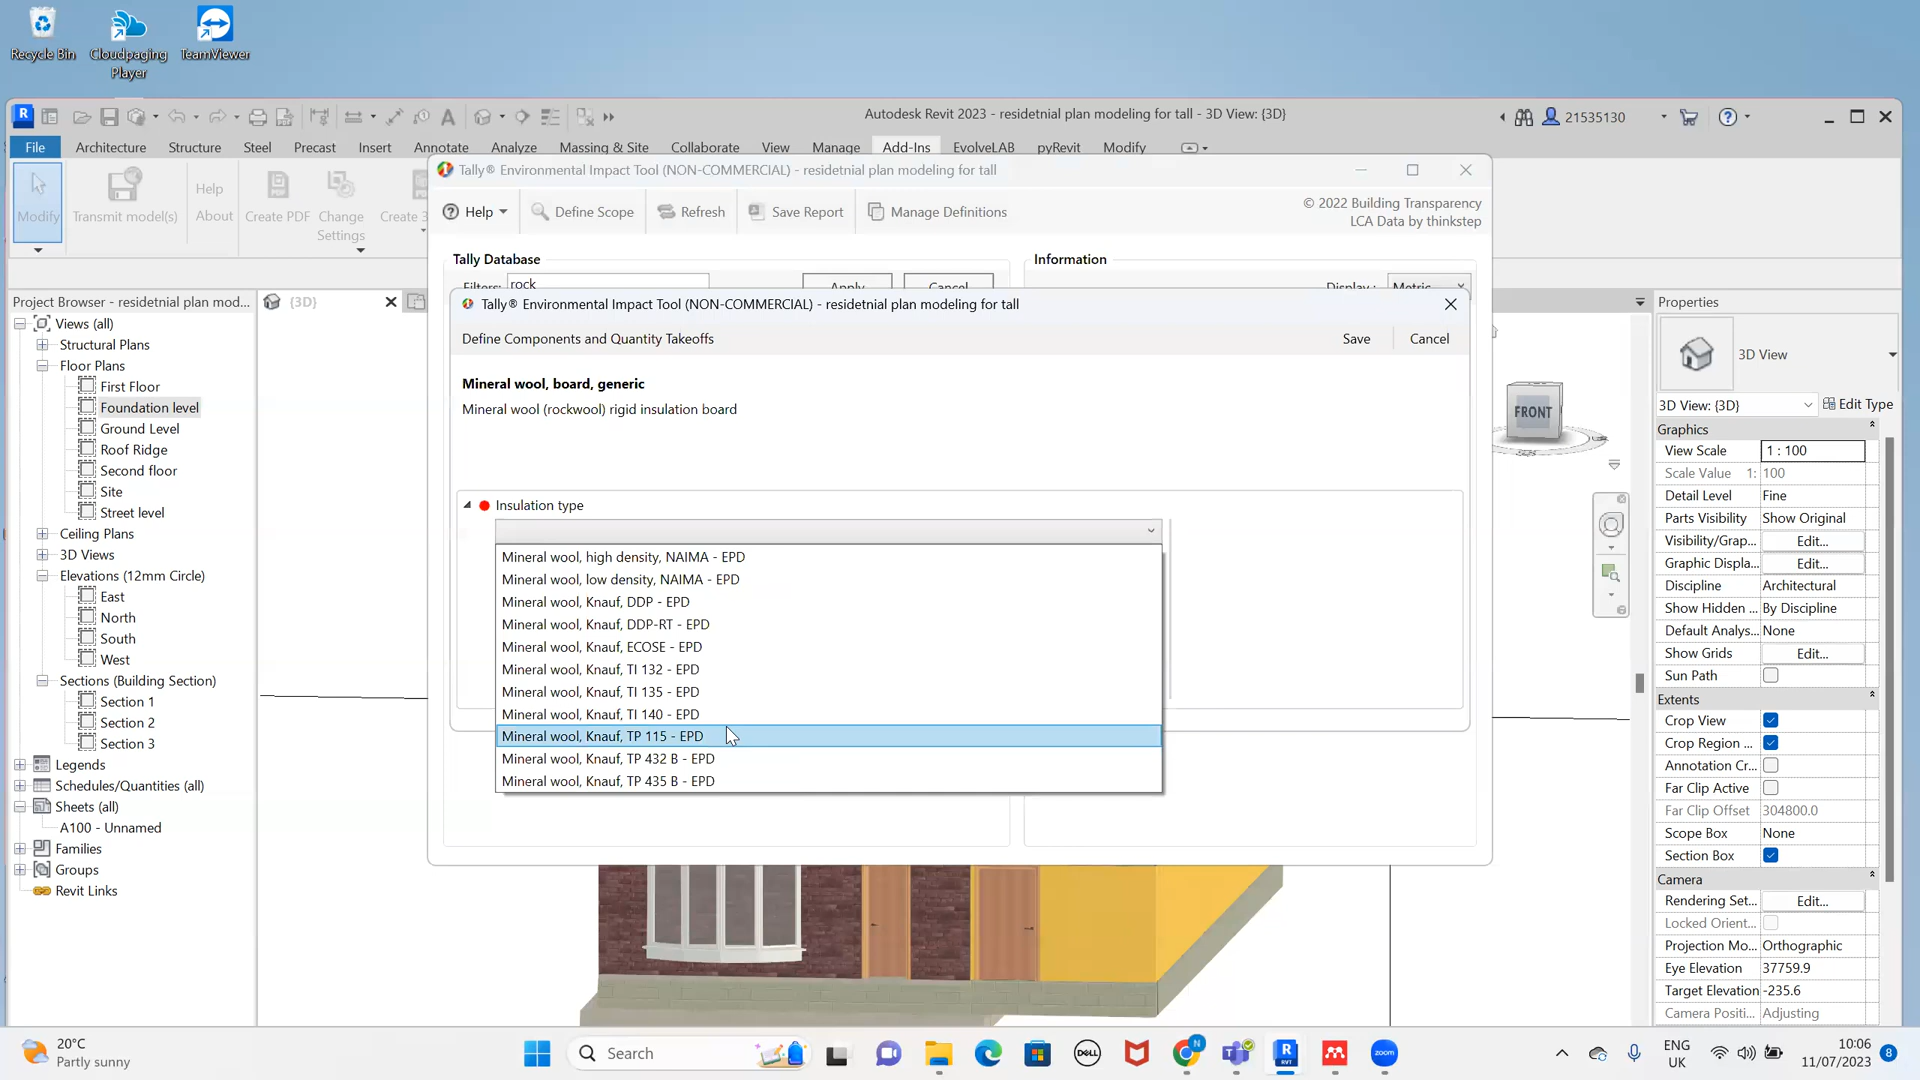 Recycle Bin
Cloudpaging Player
TeamViewer
Autodesk Revit 2023 - residetnial plan modeling for tall - 3D View: {3D}
21535130
File Architecture Structure Steel Precast Insert Annotate Analyze Massing & Site Collaborate View Manage Add-Ins EvolveLAB pyRevit Modify
Modify
Transmit model(s)
Help
About
Create PDF
Change Settings
Tally® Environmental Impact Tool (NON-COMMERCIAL) - residetnial plan modeling for tall
Help
Define Scope
Refresh
Save Report
Manage Definitions
© 2022 Building Transparency
LCA Data by thinkstep
Tally Database
Information
Filters: rock
Apply
Cancel
Display : Metric
Tally® Environmental Impact Tool (NON-COMMERCIAL) - residetnial plan modeling for tall
Define Components and Quantity Takeoffs
Save
Cancel
Mineral wool, board, generic
Mineral wool (rockwool) rigid insulation board
Insulation type
Mineral wool, high density, NAIMA - EPD
Mineral wool, low density, NAIMA - EPD
Mineral wool, Knauf, DDP - EPD
Mineral wool, Knauf, DDP-RT - EPD
Mineral wool, Knauf, ECOSE - EPD
Mineral wool, Knauf, TI 132 - EPD
Mineral wool, Knauf, TI 135 - EPD
Mineral wool, Knauf, TI 140 - EPD
Mineral wool, Knauf, TP 115 - EPD
Mineral wool, Knauf, TP 432 B - EPD
Mineral wool, Knauf, TP 435 B - EPD
Project Browser - residetnial plan mod...
{3D}
Views (all)
Structural Plans
Floor Plans
First Floor
Foundation level
Ground Level
Roof Ridge
Second floor
Site
Street level
Ceiling Plans
3D Views
Elevations (12mm Circle)
East
North
South
West
Sections (Building Section)
Section 1
Section 2
Section 3
Legends
Schedules/Quantities (all)
Sheets (all)
A100 - Unnamed
Families
Groups
Revit Links
FRONT
Properties
3D View
3D View: {3D}
Edit Type
Graphics
View Scale 1 : 100
Scale Value 1: 100
Detail Level Fine
Parts Visibility Show Original
Visibility/Grap... Edit...
Graphic Displa... Edit...
Discipline Architectural
Show Hidden ... By Discipline
Default Analys... None
Show Grids Edit...
Sun Path
Extents
Crop View
Crop Region ...
Annotation Cr...
Far Clip Active
Far Clip Offset 304800.0
Scope Box None
Section Box
Camera
Rendering Set... Edit...
Locked Orient...
Projection Mo... Orthographic
Eye Elevation 37759.9
Target Elevation -235.6
Camera Positi... Adjusting
20°C
Partly sunny
Search
DELL
zoom
ENG
UK
10:06
11/07/2023
8